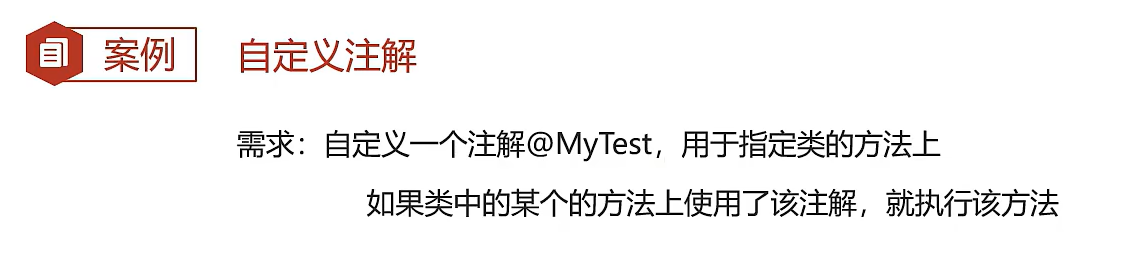 案例 自定义注解
需求：自定义一个注解@MyTest，用于指定类的方法上
如果类中的某个的方法上使用了该注解，就执行该方法